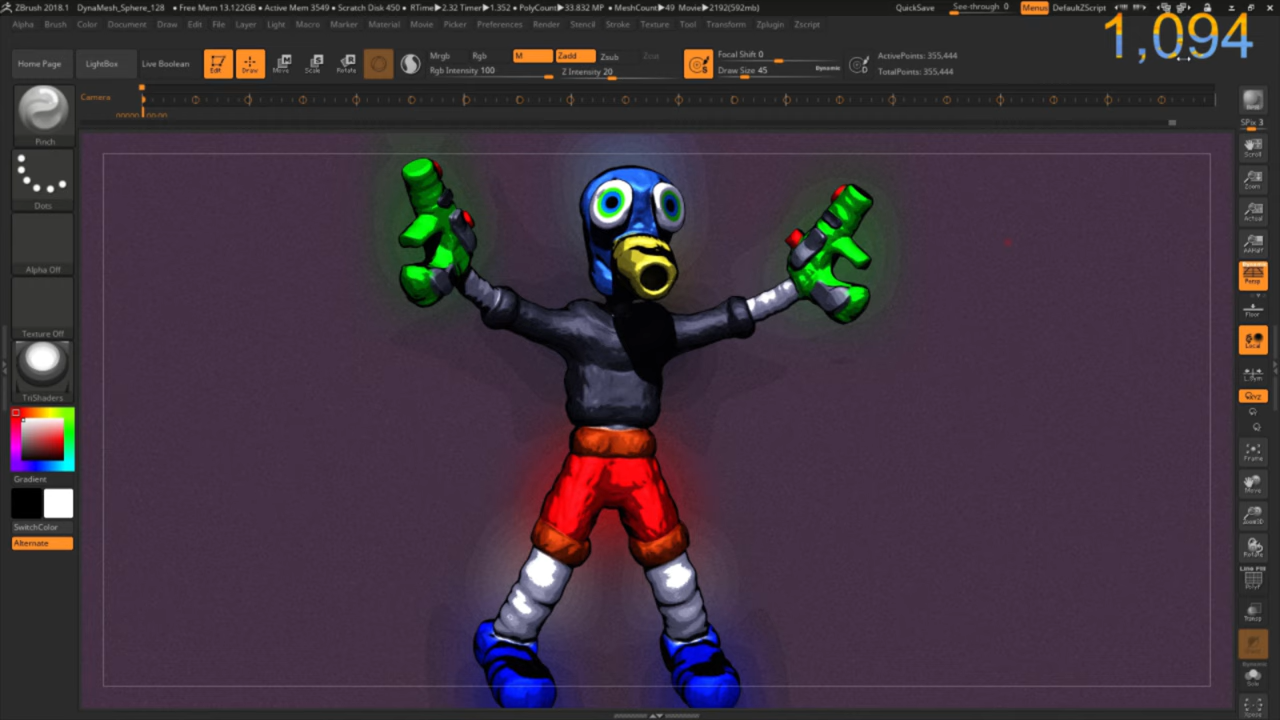 ZBrush 2018.1 DynaMesh_Sphere_128 • Free Mem 13.122GB • Active Mem 3549 • Scratch Disk 450 • RTime▶2.32 Timer▶1.352 • PolyCount▶33.832 MP • MeshCount▶49 Movie▶2192(592mb) QuickSave See-through 0 Menus DefaultZScript
Alpha Brush Color Document Draw Edit File Layer Light Macro Marker Material Movie Picker Preferences Render Stencil Stroke Texture Tool Transform Zplugin Zscript
1,094
Home Page LightBox Live Boolean Edit Draw Move Scale Rotate
Mrgb Rgb M Zadd Zsub
Rgb Intensity 100 Z Intensity 20
Focal Shift 0
Draw Size 45 Dynamic
ActivePoints: 355,444
TotalPoints: 355,444
Camera
Pinch
Dots
Alpha Off
Texture Off
TriShaders
Gradient
SwitchColor
Alternate
SPix 3
Scroll
Zoom
Actual
AAHalf
Persp
Floor
Local
L.Sym
Frame
Move
Zoom3D
Rotate
Line Fill
Transp
Dynamic
Solo